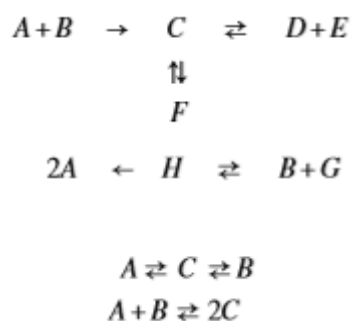 A+B → C ⇄ D+E
⇅
F
2A ← H ⇄ B+G
A ⇄ C ⇄ B
A+B ⇄ 2C